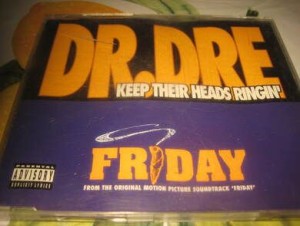 DR. DRE
KEEP THEIR HEADS RINGIN'
FRIDAY
FROM THE ORIGINAL MOTION PICTURE SOUNDTRACK "FRIDAY"
PARENTAL
ADVISORY
EXPLICIT LYRICS